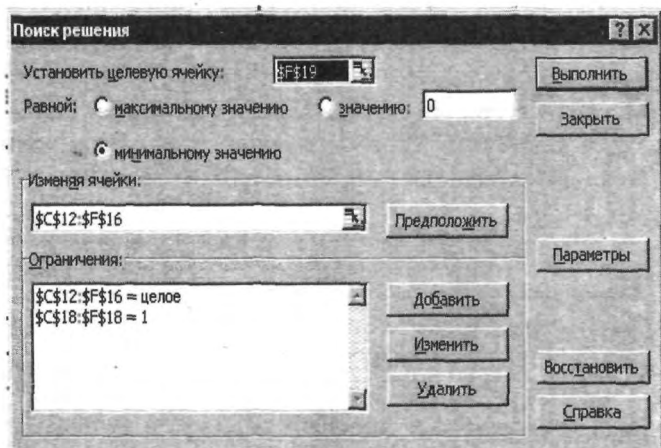 Поиск решения
Установить целевую ячейку: $F$19
Выполнить
Равной: максимальному значению значению: 0
Закрыть
минимальному значению
Изменяя ячейки:
$C$12:$F$16
Предположить
Параметры
Ограничения:
$C$12:$F$16 = целое
$C$18:$F$18 = 1
Добавить
Изменить
Удалить
Восстановить
Справка